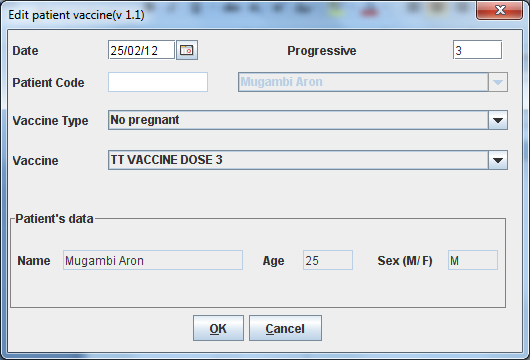 Edit patient vaccine(v 1.1)
Date 25/02/12 Progressive 3
Patient Code Mugambi Aron
Vaccine Type No pregnant
Vaccine TT VACCINE DOSE 3
Patient's data
Name Mugambi Aron Age 25 Sex (M/F) M
OK Cancel